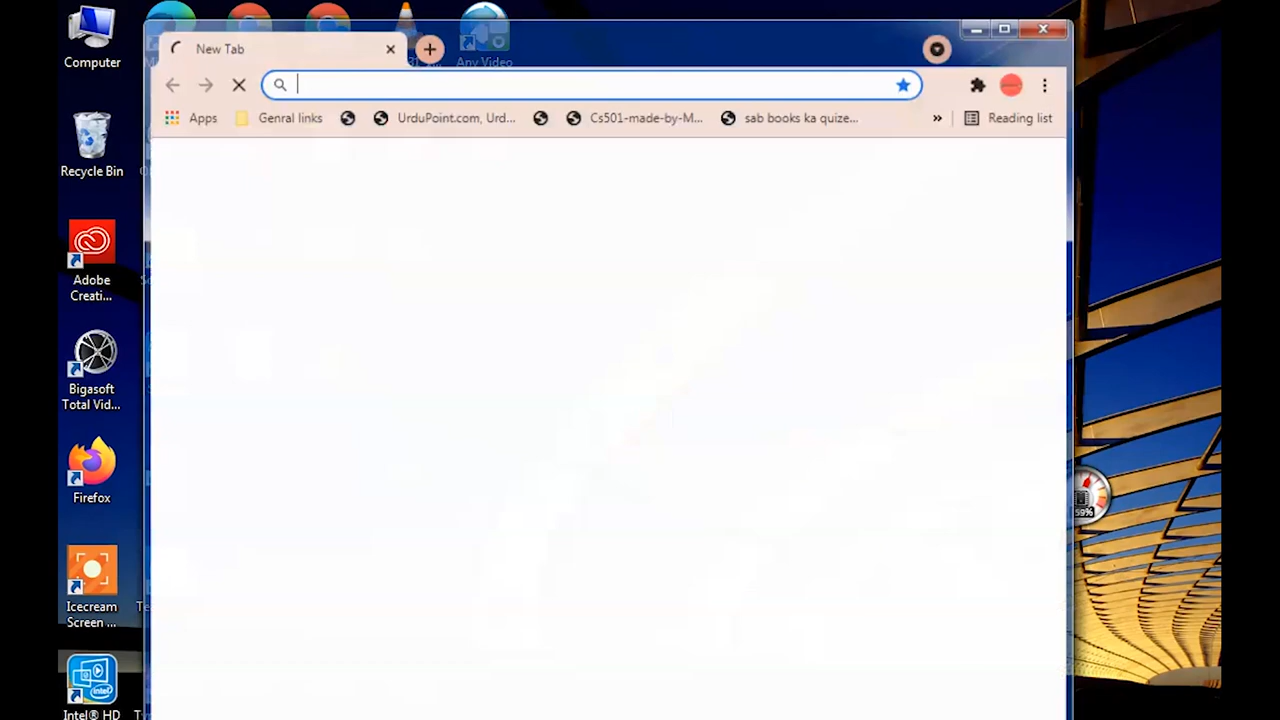 Computer
Any Video
New Tab
Recycle Bin
Apps
Genral links
UrduPoint.com, Urd...
Cs501-made-by-M...
sab books ka quize...
»
Reading list
Adobe
Creati...
Bigasoft
Total Vid...
59%
Firefox
Icecream
Screen ...
Intel® HD